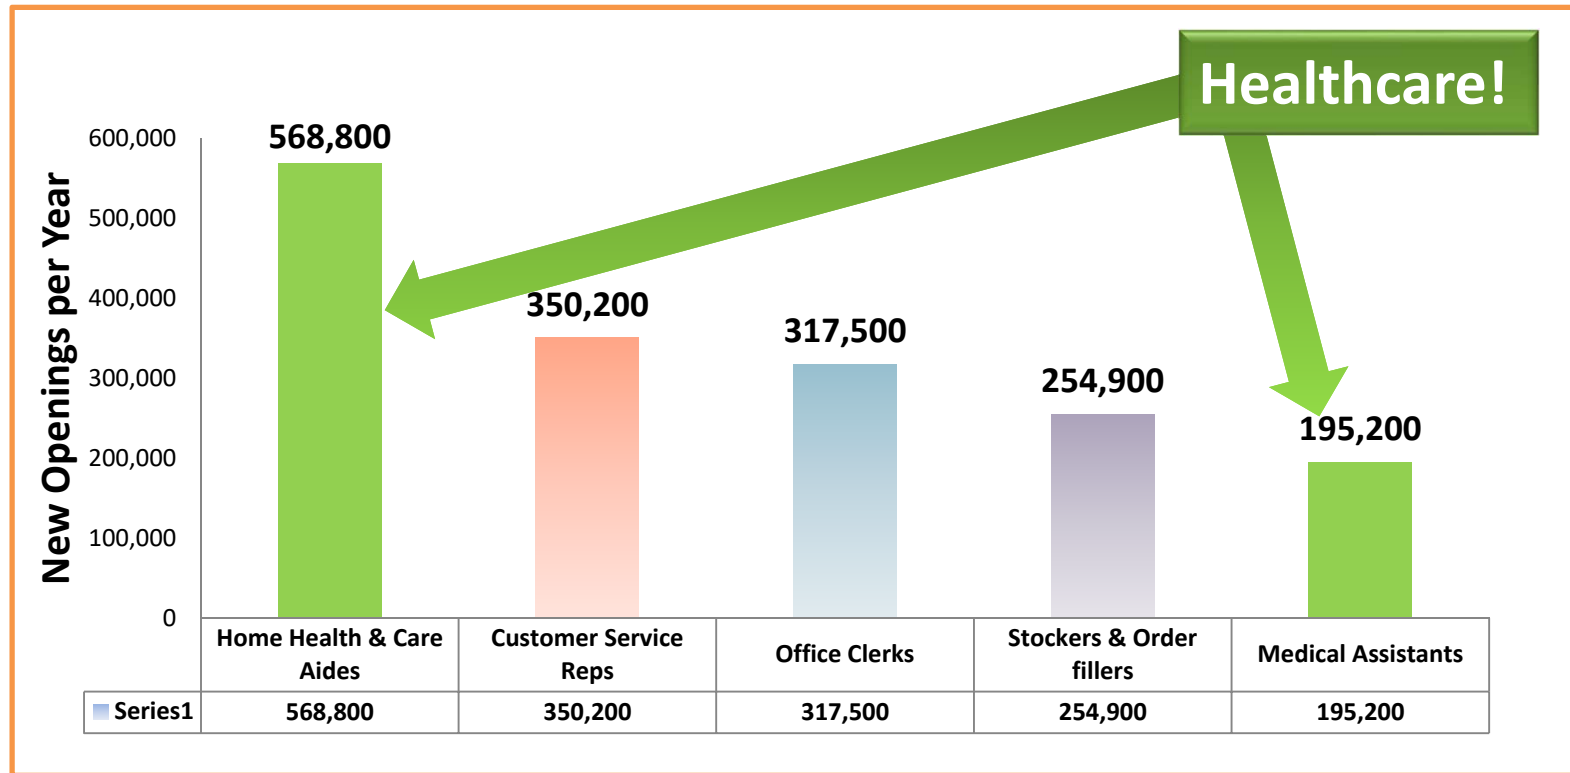 Healthcare!
New Openings per Year
600,000
500,000
400,000
300,000
200,000
100,000
0
568,800
350,200
317,500
254,900
195,200
Home Health & Care
Aides
Customer Service
Reps
Office Clerks
Stockers & Order
fillers
Medical Assistants
Series1
568,800
350,200
317,500
254,900
195,200